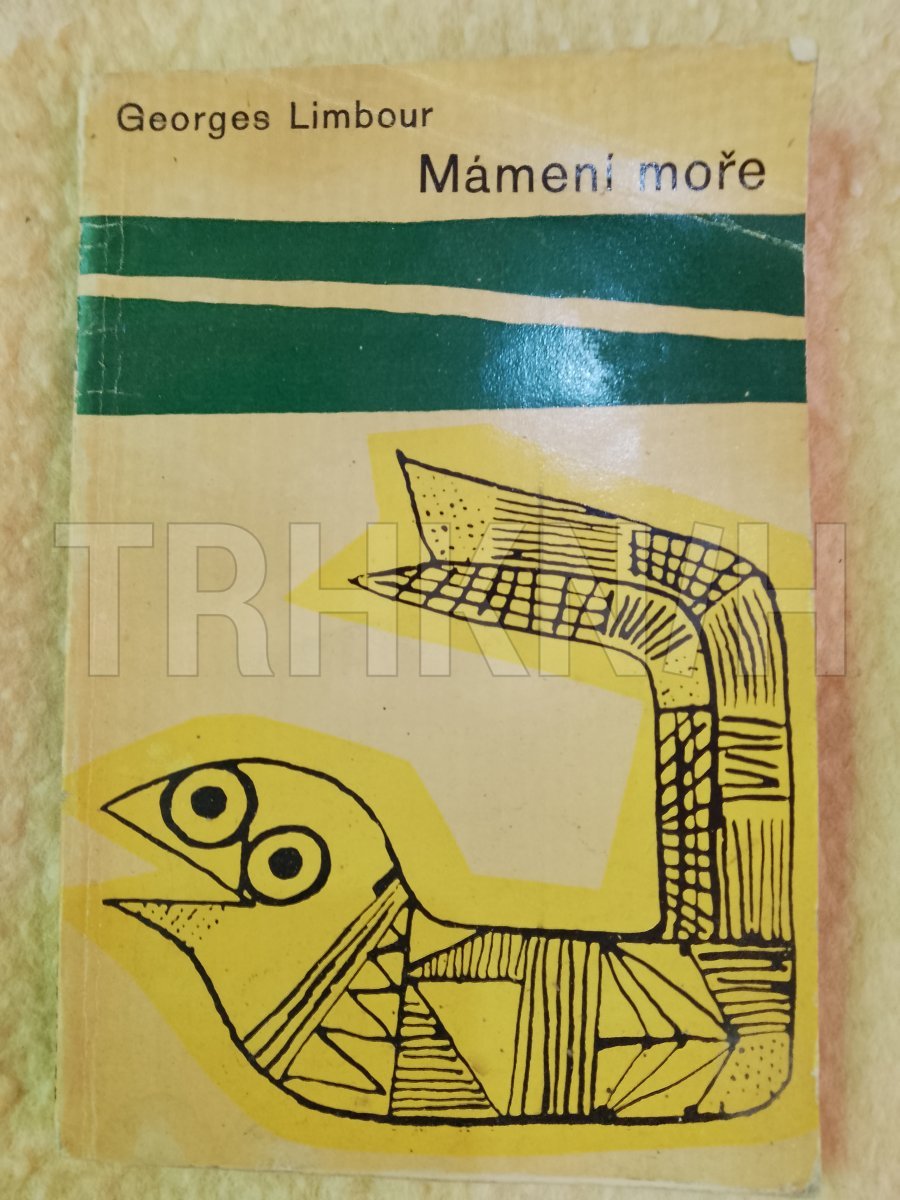 Georges Limbour
Mámení moře
TRHKNIH